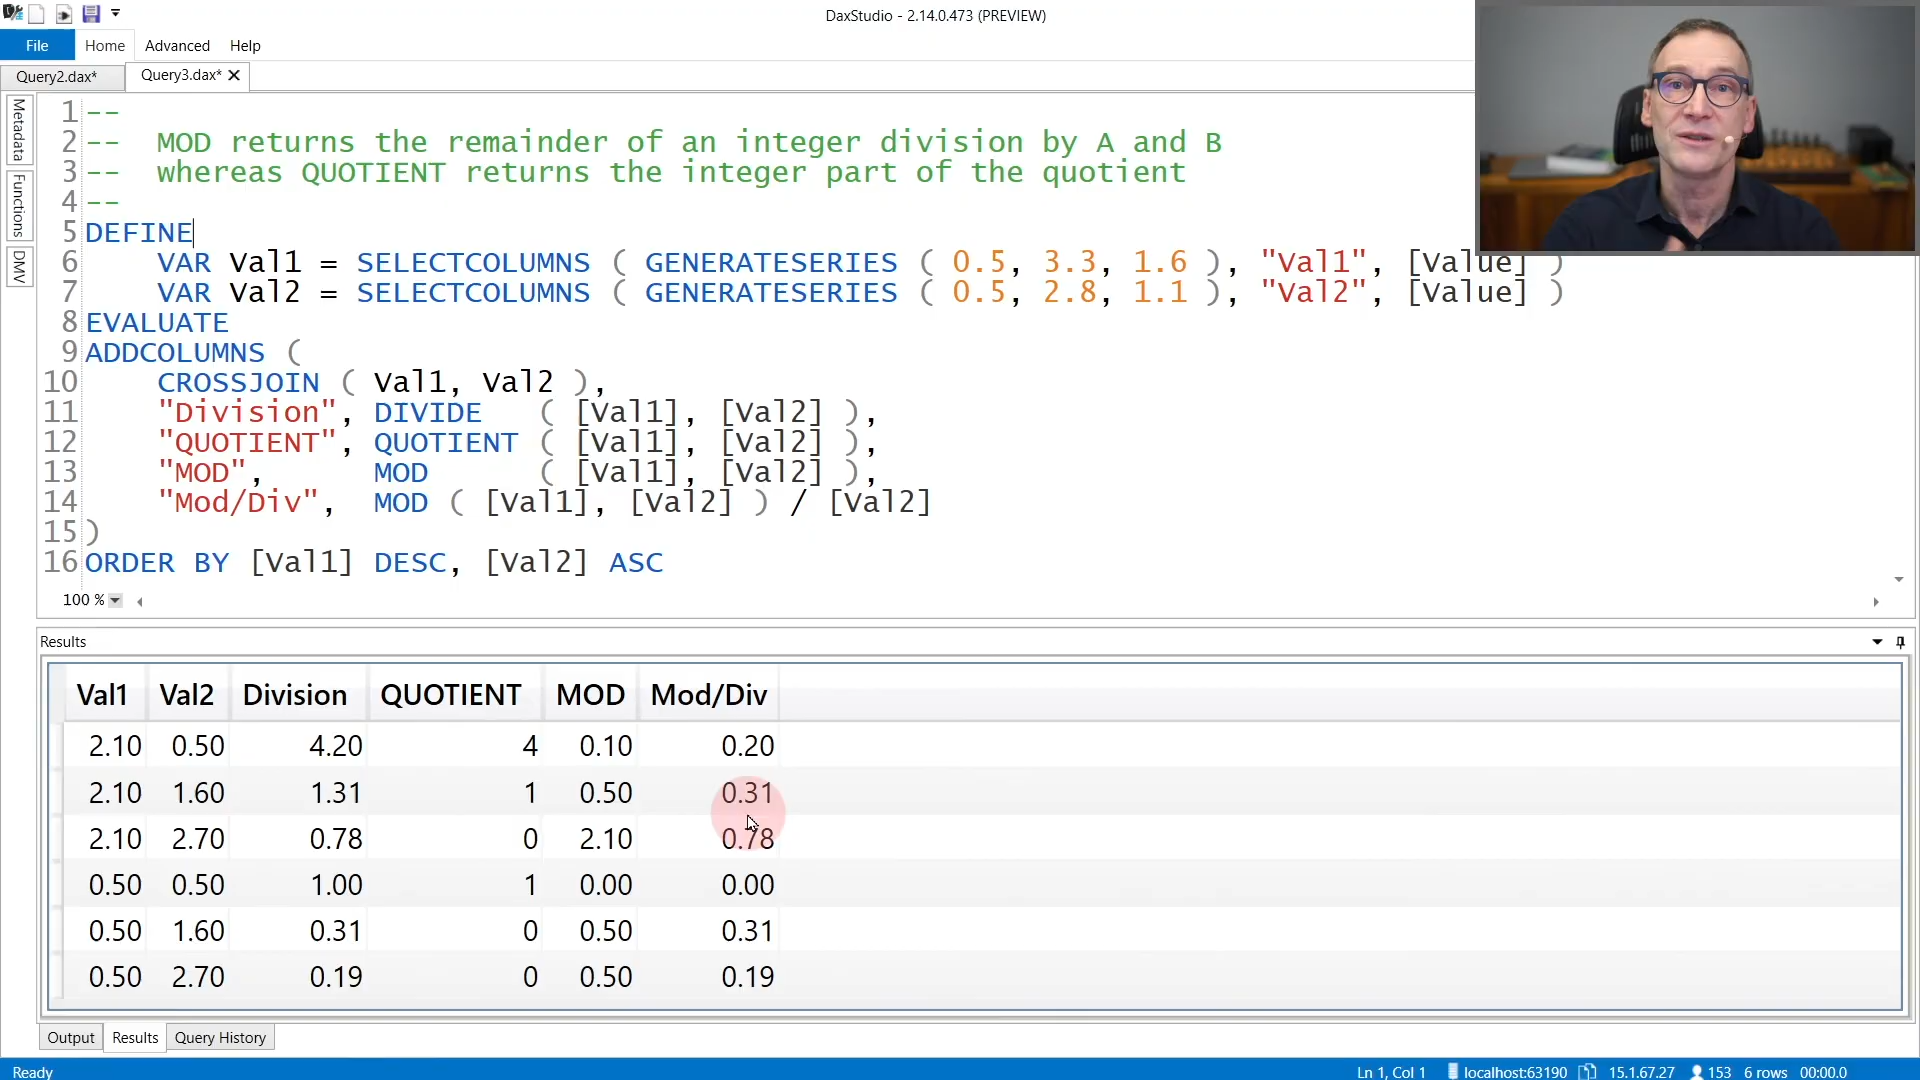 DaxStudio - 2.14.0.473 (PREVIEW)
File Home Advanced Help
Query2.dax* Query3.dax*
Metadata
Functions
DMV
1 --
2 -- MOD returns the remainder of an integer division by A and B
3 -- whereas QUOTIENT returns the integer part of the quotient
4 --
5 DEFINE
6 VAR Val1 = SELECTCOLUMNS ( GENERATESERIES ( 0.5, 3.3, 1.6 ), "Val1", [Value] )
7 VAR Val2 = SELECTCOLUMNS ( GENERATESERIES ( 0.5, 2.8, 1.1 ), "Val2", [Value] )
8 EVALUATE
9 ADDCOLUMNS (
10 CROSSJOIN ( Val1, Val2 ),
11 "Division", DIVIDE ( [Val1], [Val2] ),
12 "QUOTIENT", QUOTIENT ( [Val1], [Val2] ),
13 "MOD", MOD ( [Val1], [Val2] ),
14 "Mod/Div", MOD ( [Val1], [Val2] ) / [Val2]
15 )
16 ORDER BY [Val1] DESC, [Val2] ASC
100 %
Results
Val1 Val2 Division QUOTIENT MOD Mod/Div
2.10 0.50 4.20 4 0.10 0.20
2.10 1.60 1.31 1 0.50 0.31
2.10 2.70 0.78 0 2.10 0.78
0.50 0.50 1.00 1 0.00 0.00
0.50 1.60 0.31 0 0.50 0.31
0.50 2.70 0.19 0 0.50 0.19
Output Results Query History
Ready Ln 1, Col 1 localhost:63190 15.1.67.27 153 6 rows 00:00.0